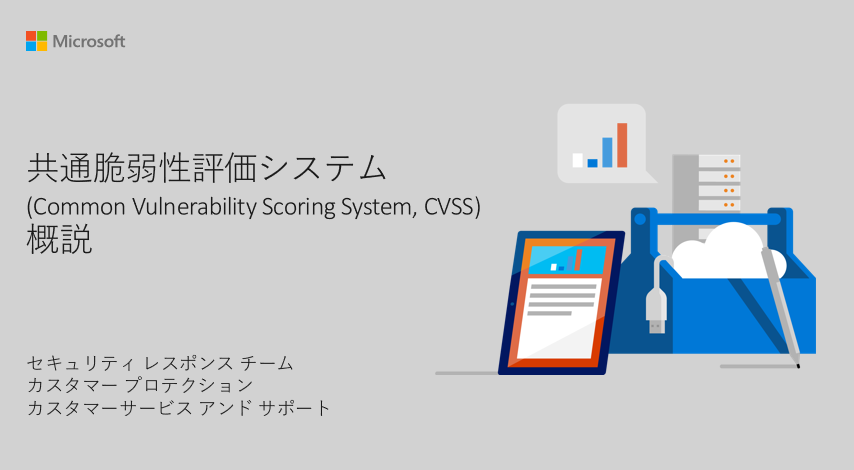 Microsoft
共通脆弱性評価システム
(Common Vulnerability Scoring System, CVSS)
概説
セキュリティ レスポンス チーム
カスタマー プロテクション
カスタマーサービス アンド サポート